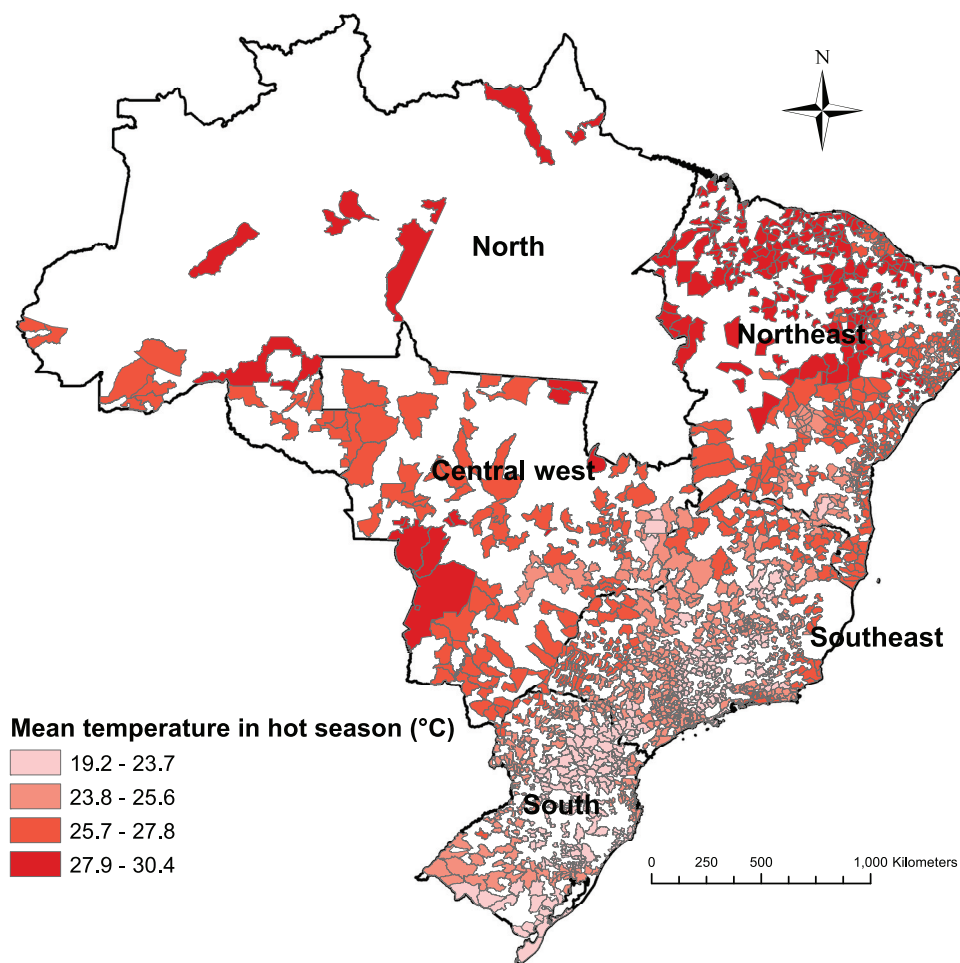 N
North
Northeast
Central west
Southeast
Mean temperature in hot season (°C)
19.2 - 23.7
23.8 - 25.6
25.7 - 27.8
27.9 - 30.4
South
0 250 500 1,000 Kilometers